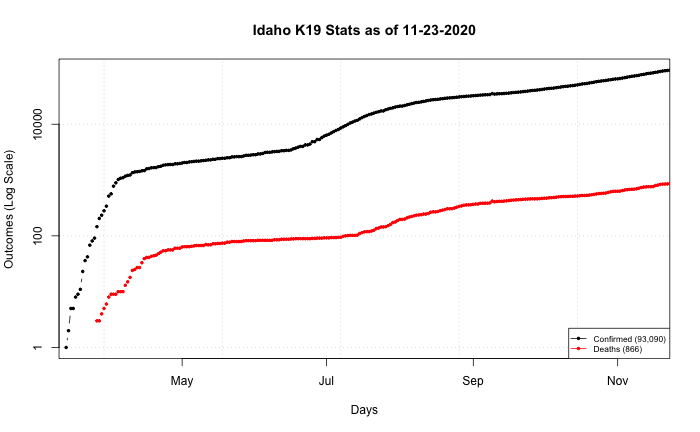 Idaho K19 Stats as of 11-23-2020
Outcomes (Log Scale)
10000
100
1
May
Jul
Sep
Nov
Days
Confirmed (93,090)
Deaths (866)